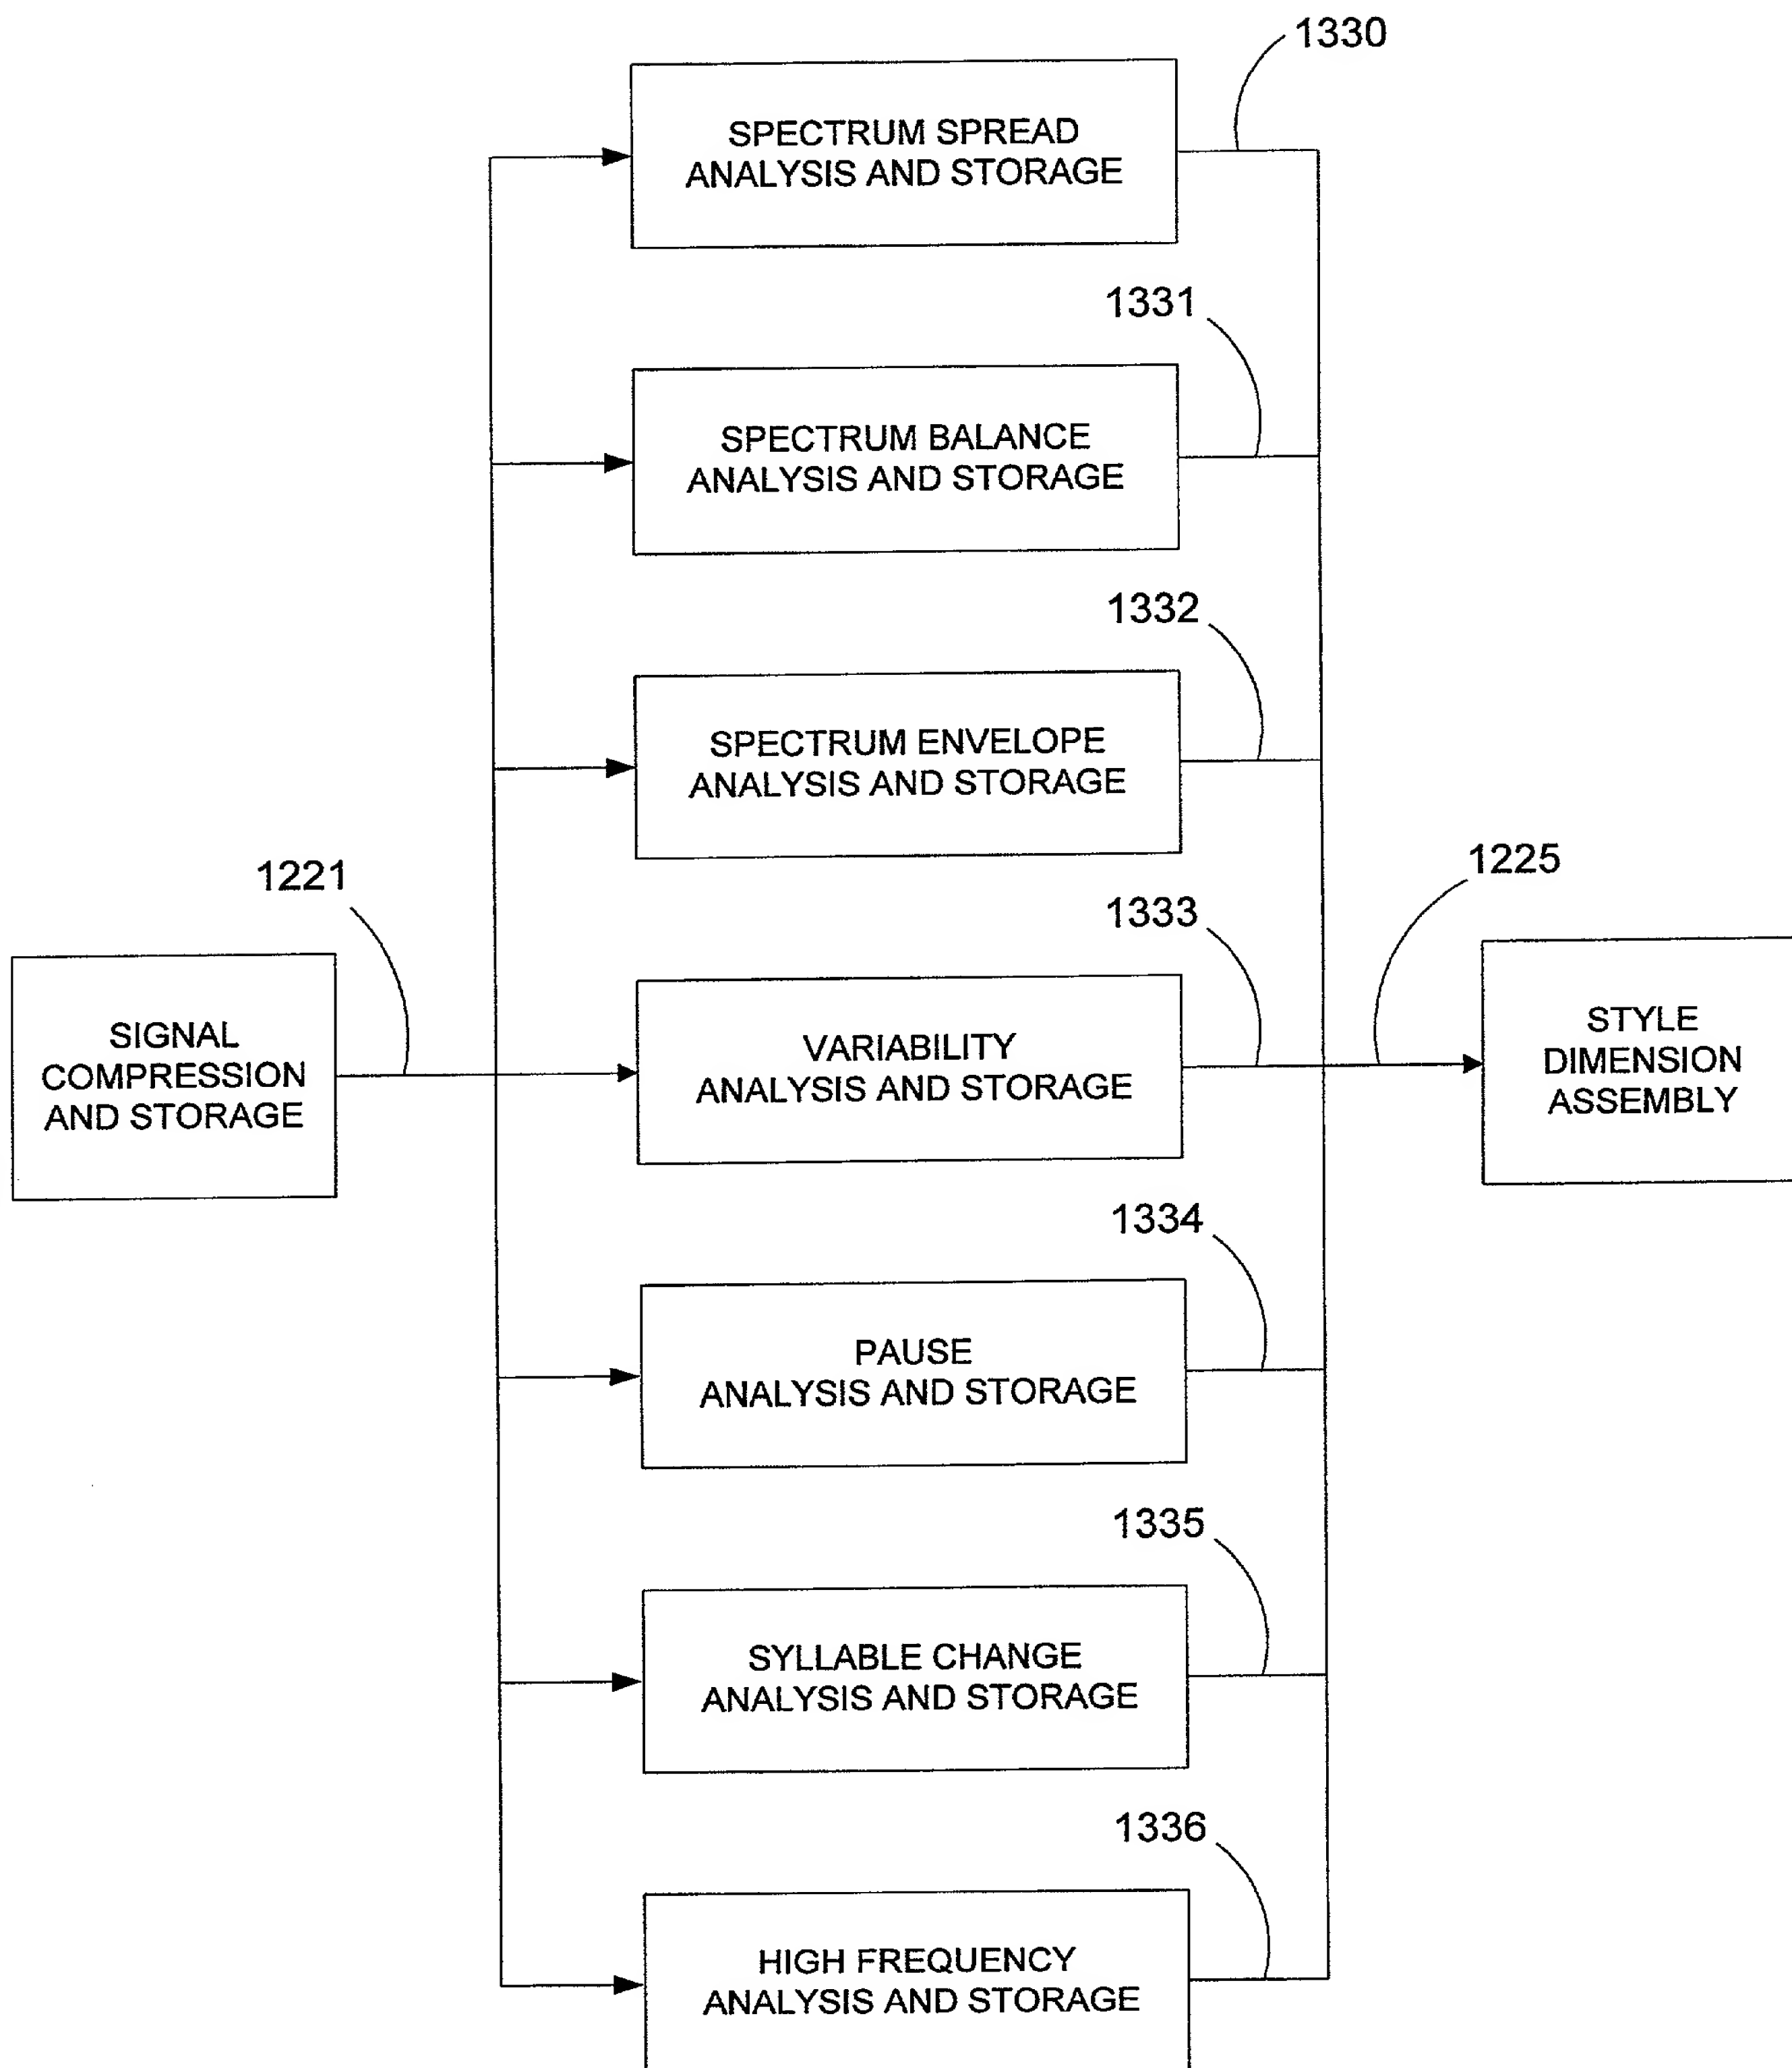 1330
SPECTRUM SPREAD
ANALYSIS AND STORAGE
1331
SPECTRUM BALANCE
ANALYSIS AND STORAGE
1332
SPECTRUM ENVELOPE
ANALYSIS AND STORAGE
1221
1333
1225
SIGNAL
COMPRESSION
AND STORAGE
VARIABILITY
ANALYSIS AND STORAGE
STYLE
DIMENSION
ASSEMBLY
1334
PAUSE
ANALYSIS AND STORAGE
1335
SYLLABLE CHANGE
ANALYSIS AND STORAGE
1336
HIGH FREQUENCY
ANALYSIS AND STORAGE